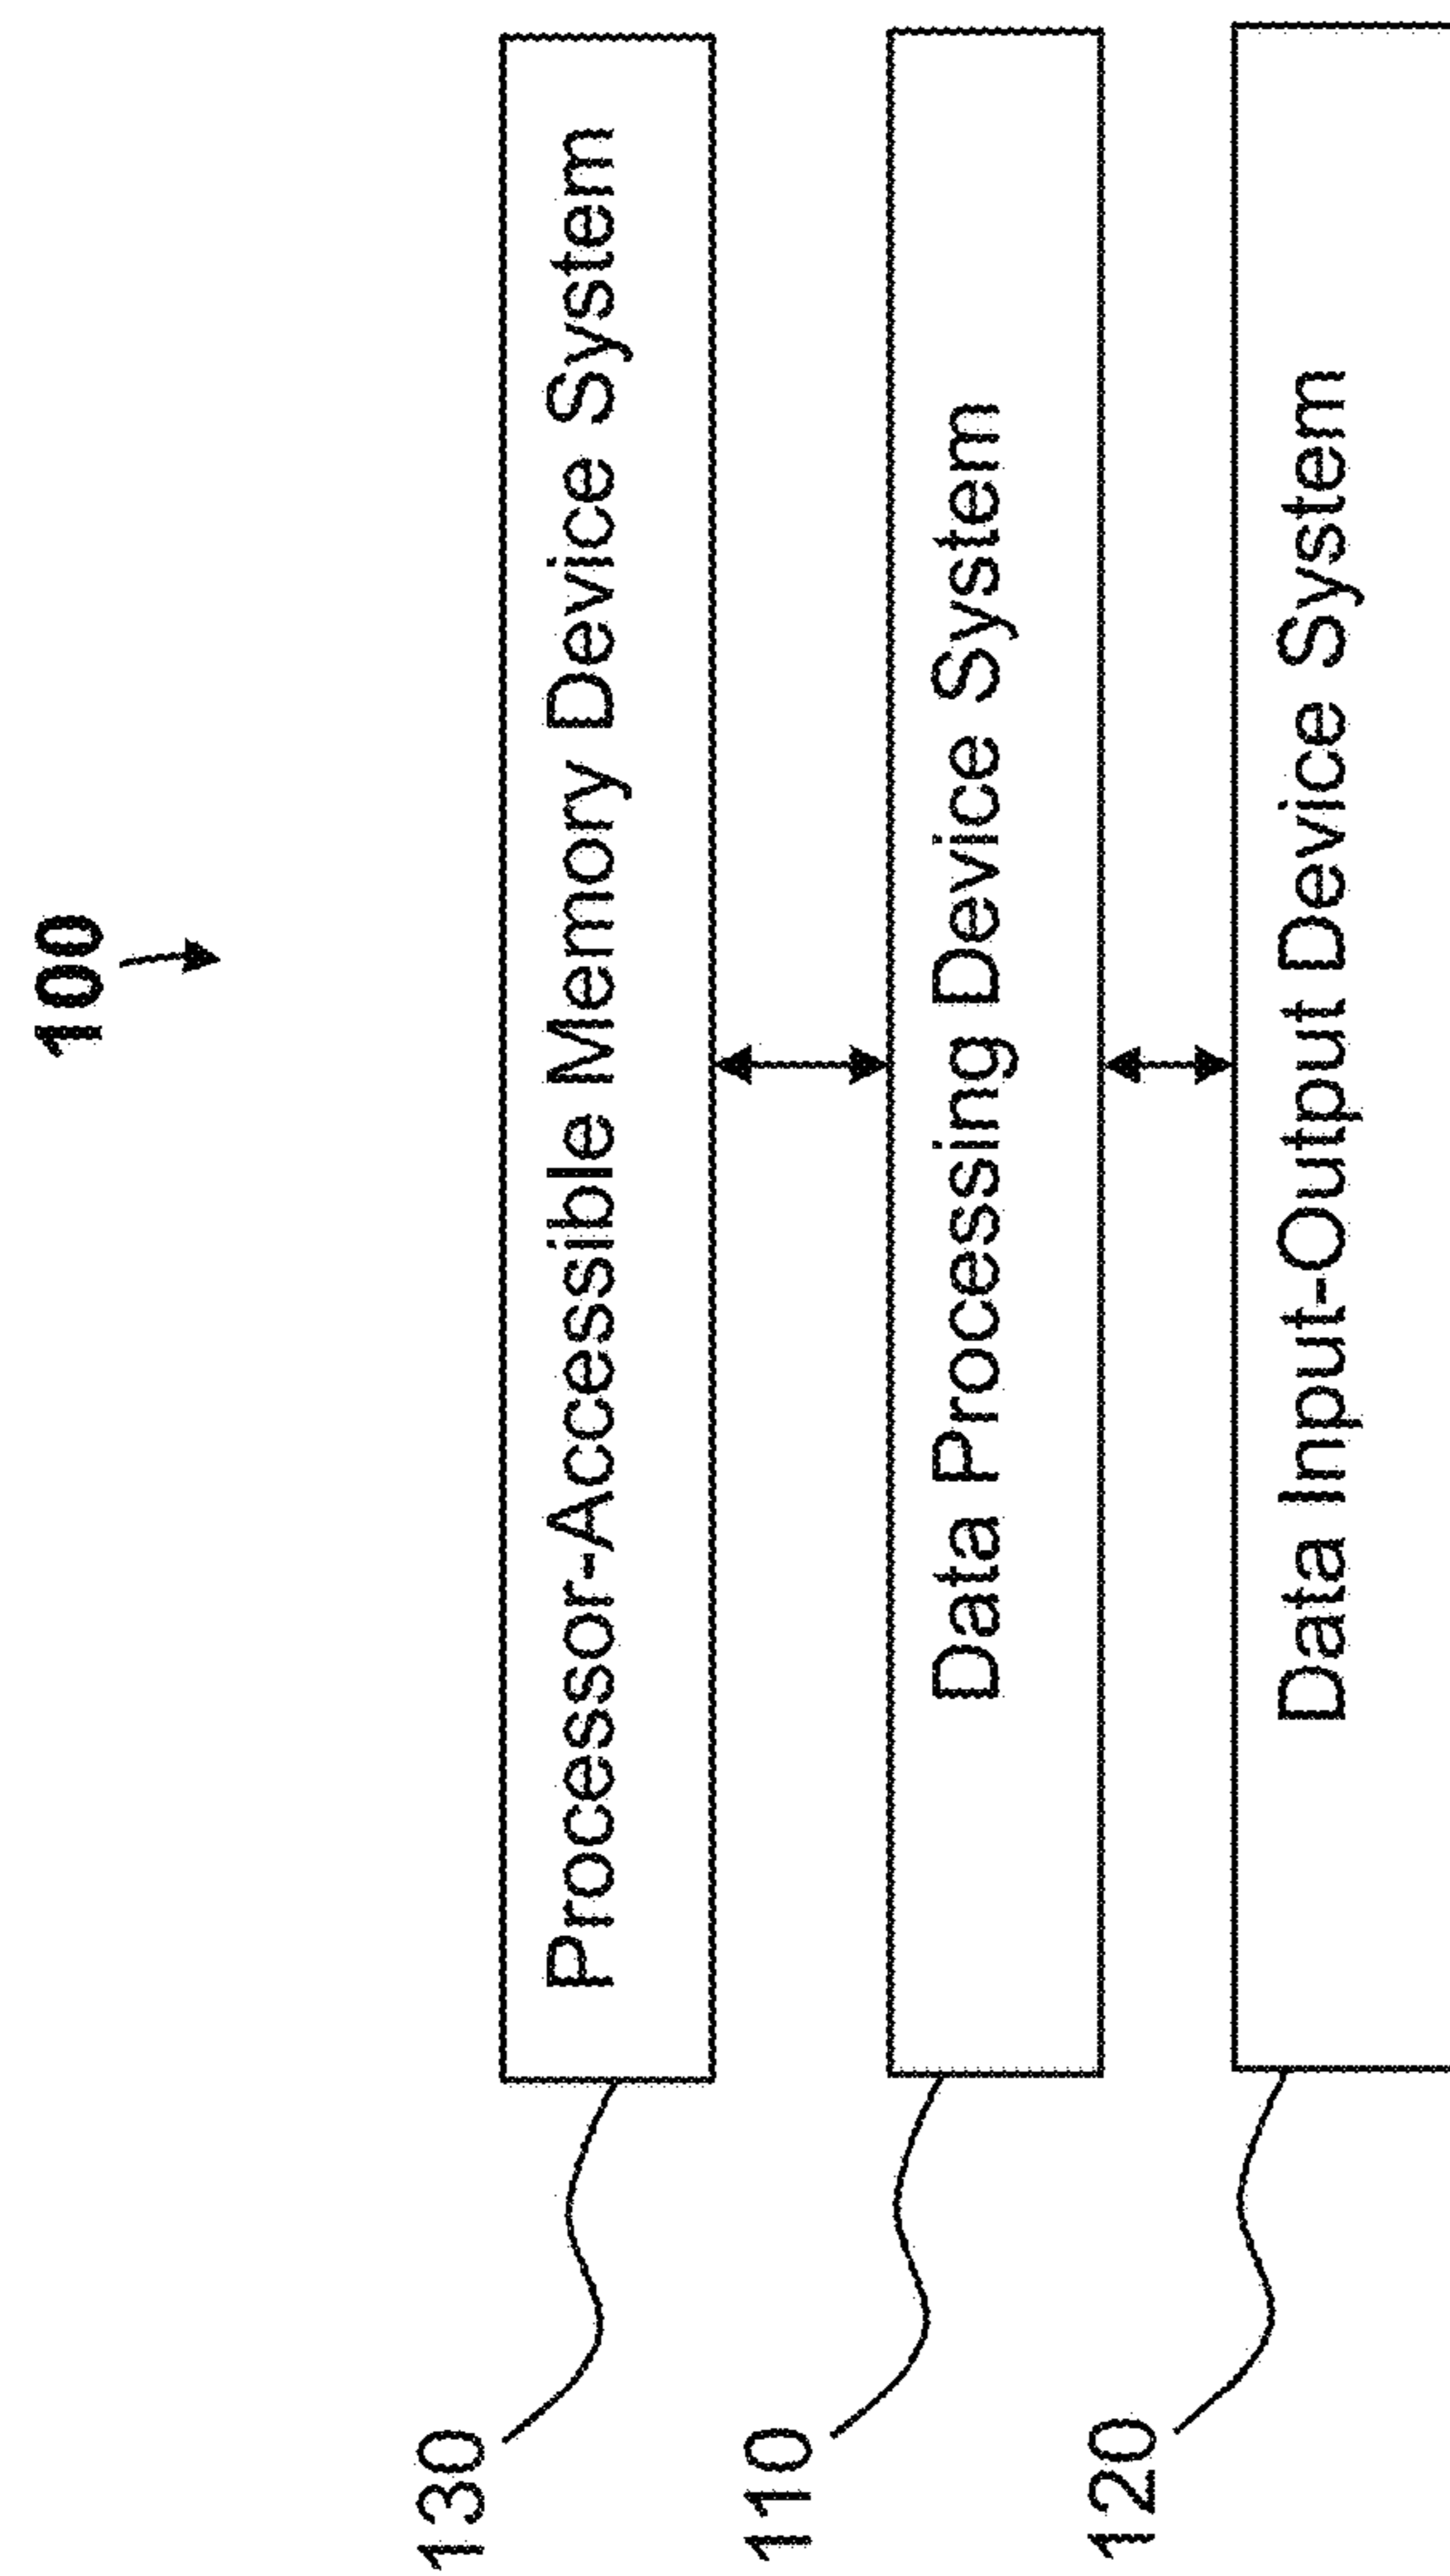 100
130
Processor-Accessible Memory Device System
110
Data Processing Device System
120
Data Input-Output Device System